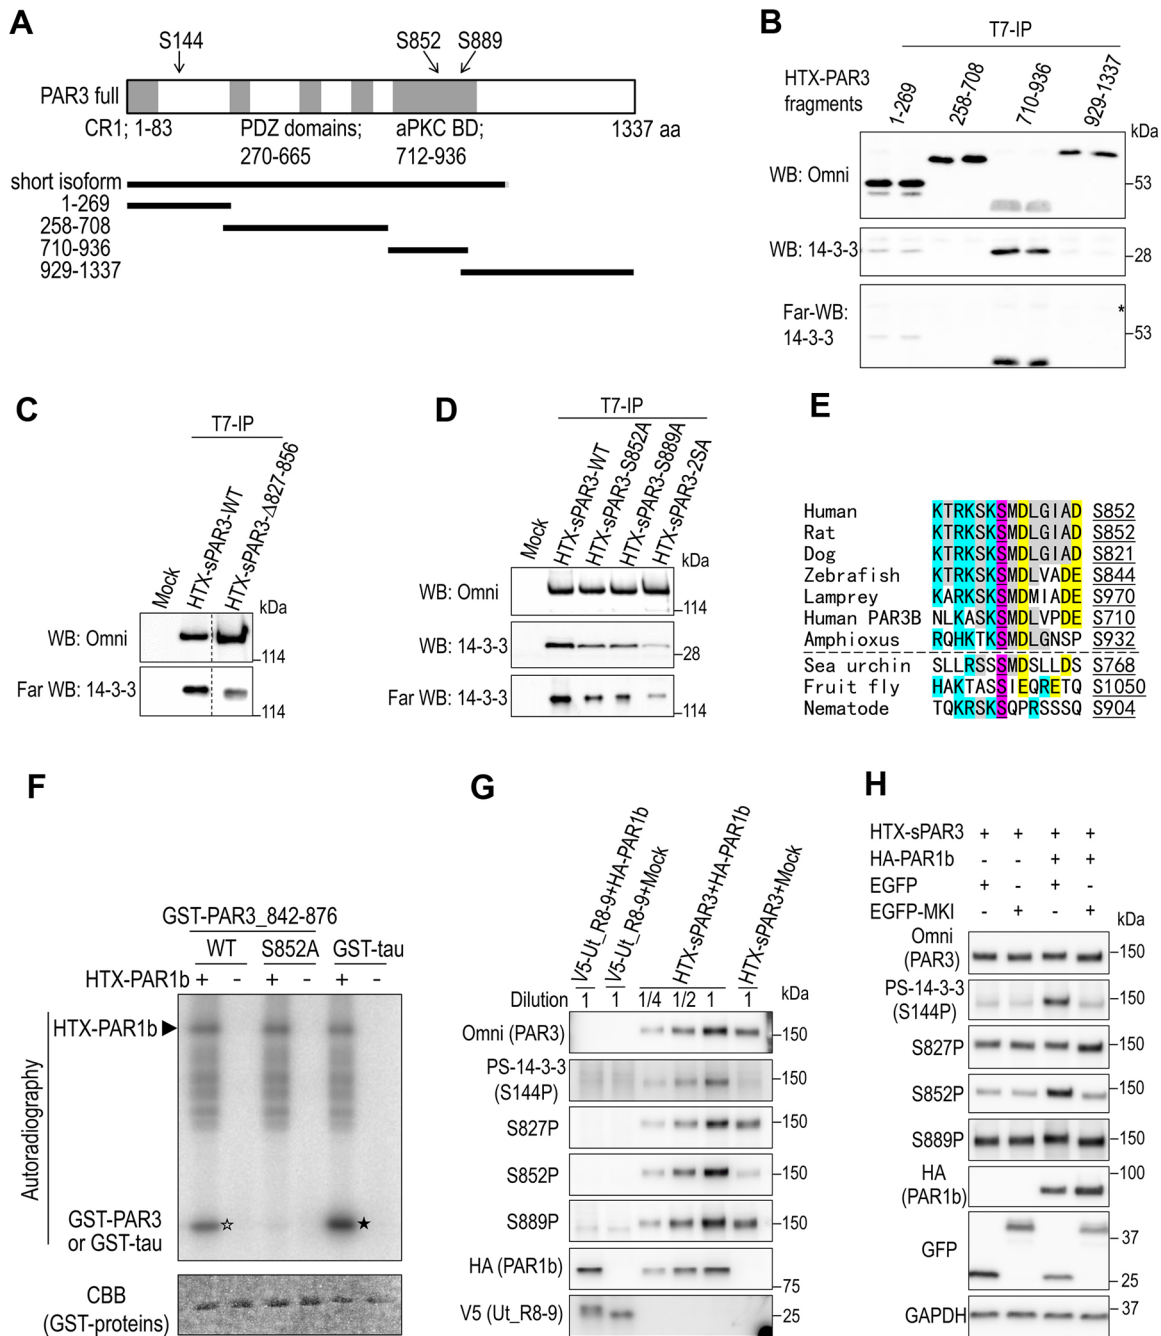 A
S144
S852
S889
PAR3 full
CR1; 1-83
PDZ domains;
270-665
aPKC BD;
712-936
1337 aa
short isoform
1-269
258-708
710-936
929-1337
B
T7-IP
HTX-PAR3
fragments
1-269
258-708
710-936
929-1337
kDa
WB: Omni
53
WB: 14-3-3
28
Far-WB:
14-3-3
*
53
C
T7-IP
Mock
HTX-sPAR3-WT
HTX-sPAR3-Δ827-856
kDa
WB: Omni
114
Far WB: 14-3-3
114
D
T7-IP
Mock
HTX-sPAR3-WT
HTX-sPAR3-S852A
HTX-sPAR3-S889A
HTX-sPAR3-2SA
kDa
WB: Omni
114
WB: 14-3-3
28
Far WB: 14-3-3
114
E
Human KTRKSKSMDLGIAD S852
Rat KTRKSKSMDLGIAD S852
Dog KTRKSKSMDLGIAD S821
Zebrafish KTRKSKSMDLVADE S844
Lamprey KARKSKSMDMIADE S970
Human PAR3B NLKASKSMDLVPDE S710
Amphioxus RQHKTKSMDLGNSP S932
Sea urchin SLLRSSSMDSLLDS S768
Fruit fly HAKTASSIEQRETQ S1050
Nematode TQKRSKSQPRSSSQ S904
F
GST-PAR3_842-876
WT
S852A
GST-tau
HTX-PAR1b
+ - + - + -
HTX-PAR1b
Autoradiography
GST-PAR3
or GST-tau
CBB
(GST-proteins)
G
V5-Ut_R8-9+HA-PAR1b
V5-Ut_R8-9+Mock
HTX-sPAR3+HA-PAR1b
HTX-sPAR3+Mock
Dilution 1 1 1/4 1/2 1 1
kDa
Omni (PAR3)
150
PS-14-3-3
(S144P)
150
S827P
150
S852P
150
S889P
150
HA (PAR1b)
75
V5 (Ut_R8-9)
25
H
HTX-sPAR3 + + + +
HA-PAR1b - - + +
EGFP + - + -
EGFP-MKI - + - +
kDa
Omni
(PAR3)
150
PS-14-3-3
(S144P)
150
S827P
150
S852P
150
S889P
150
HA
(PAR1b)
100
GFP
37
25
GAPDH
37